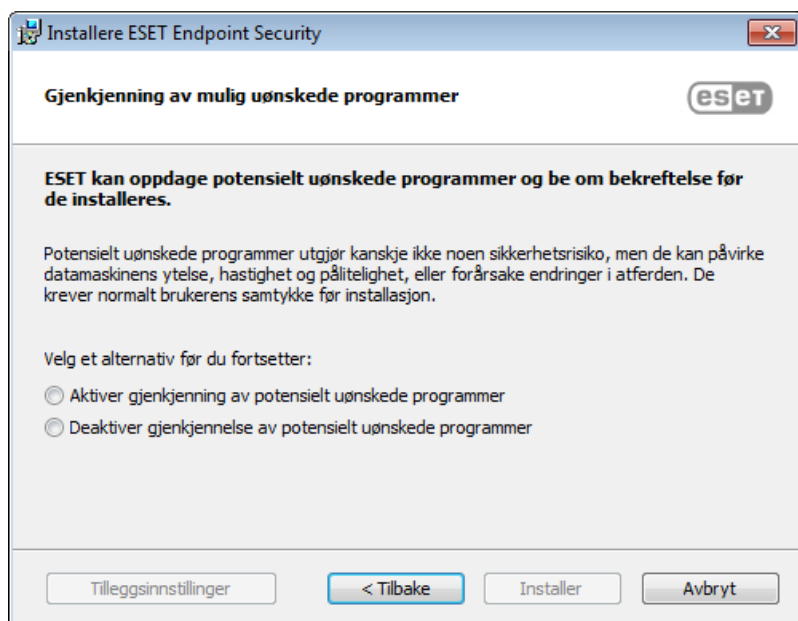 Installere ESET Endpoint Security
Gjenkjenning av mulig uønskede programmer
eseT
ESET kan oppdage potensielt uønskede programmer og be om bekreftelse før
de installeres.
Potensielt uønskede programmer utgjør kanskje ikke noen sikkerhetsrisiko, men de kan påvirke
datamaskinens ytelse, hastighet og pålitelighet, eller forårsake endringer i atferden. De
krever normalt brukerens samtykke før installasjon.
Velg et alternativ før du fortsetter:
Aktiver gjenkjenning av potensielt uønskede programmer
Deaktiver gjenkjennelse av potensielt uønskede programmer
Tilleggsinnstillinger
< Tilbake
Installer
Avbryt